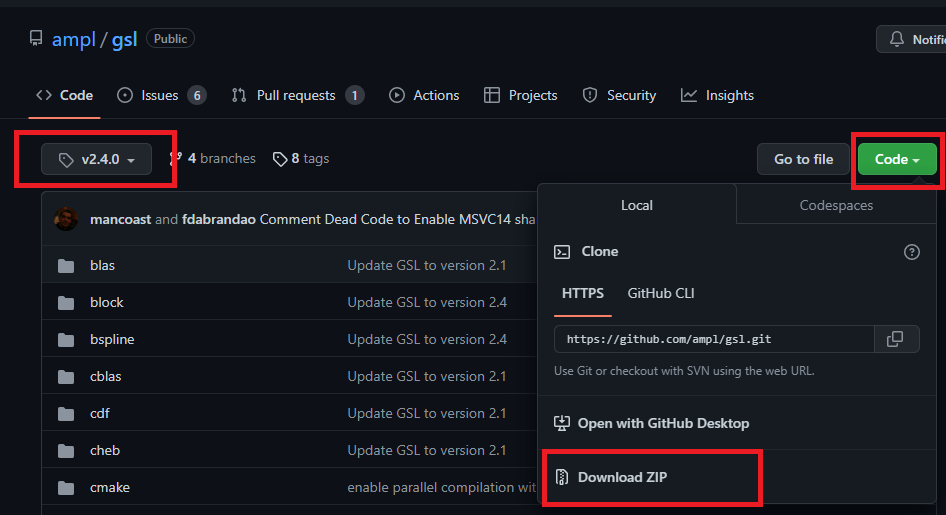 ampl / gsl Public
Notifi
Code Issues 6 Pull requests 1 Actions Projects Security Insights
v2.4.0 4 branches 8 tags Go to file Code
Local Codespaces
mancoast and fdabrandao Comment Dead Code to Enable MSVC14 sha
Clone
blas Update GSL to version 2.1
HTTPS GitHub CLI
block Update GSL to version 2.4
bspline Update GSL to version 2.4
https://github.com/ampl/gsl.git
cblas Update GSL to version 2.1
Use Git or checkout with SVN using the web URL.
cdf Update GSL to version 2.1
Open with GitHub Desktop
cheb Update GSL to version 2.1
Download ZIP
cmake enable parallel compilation wit